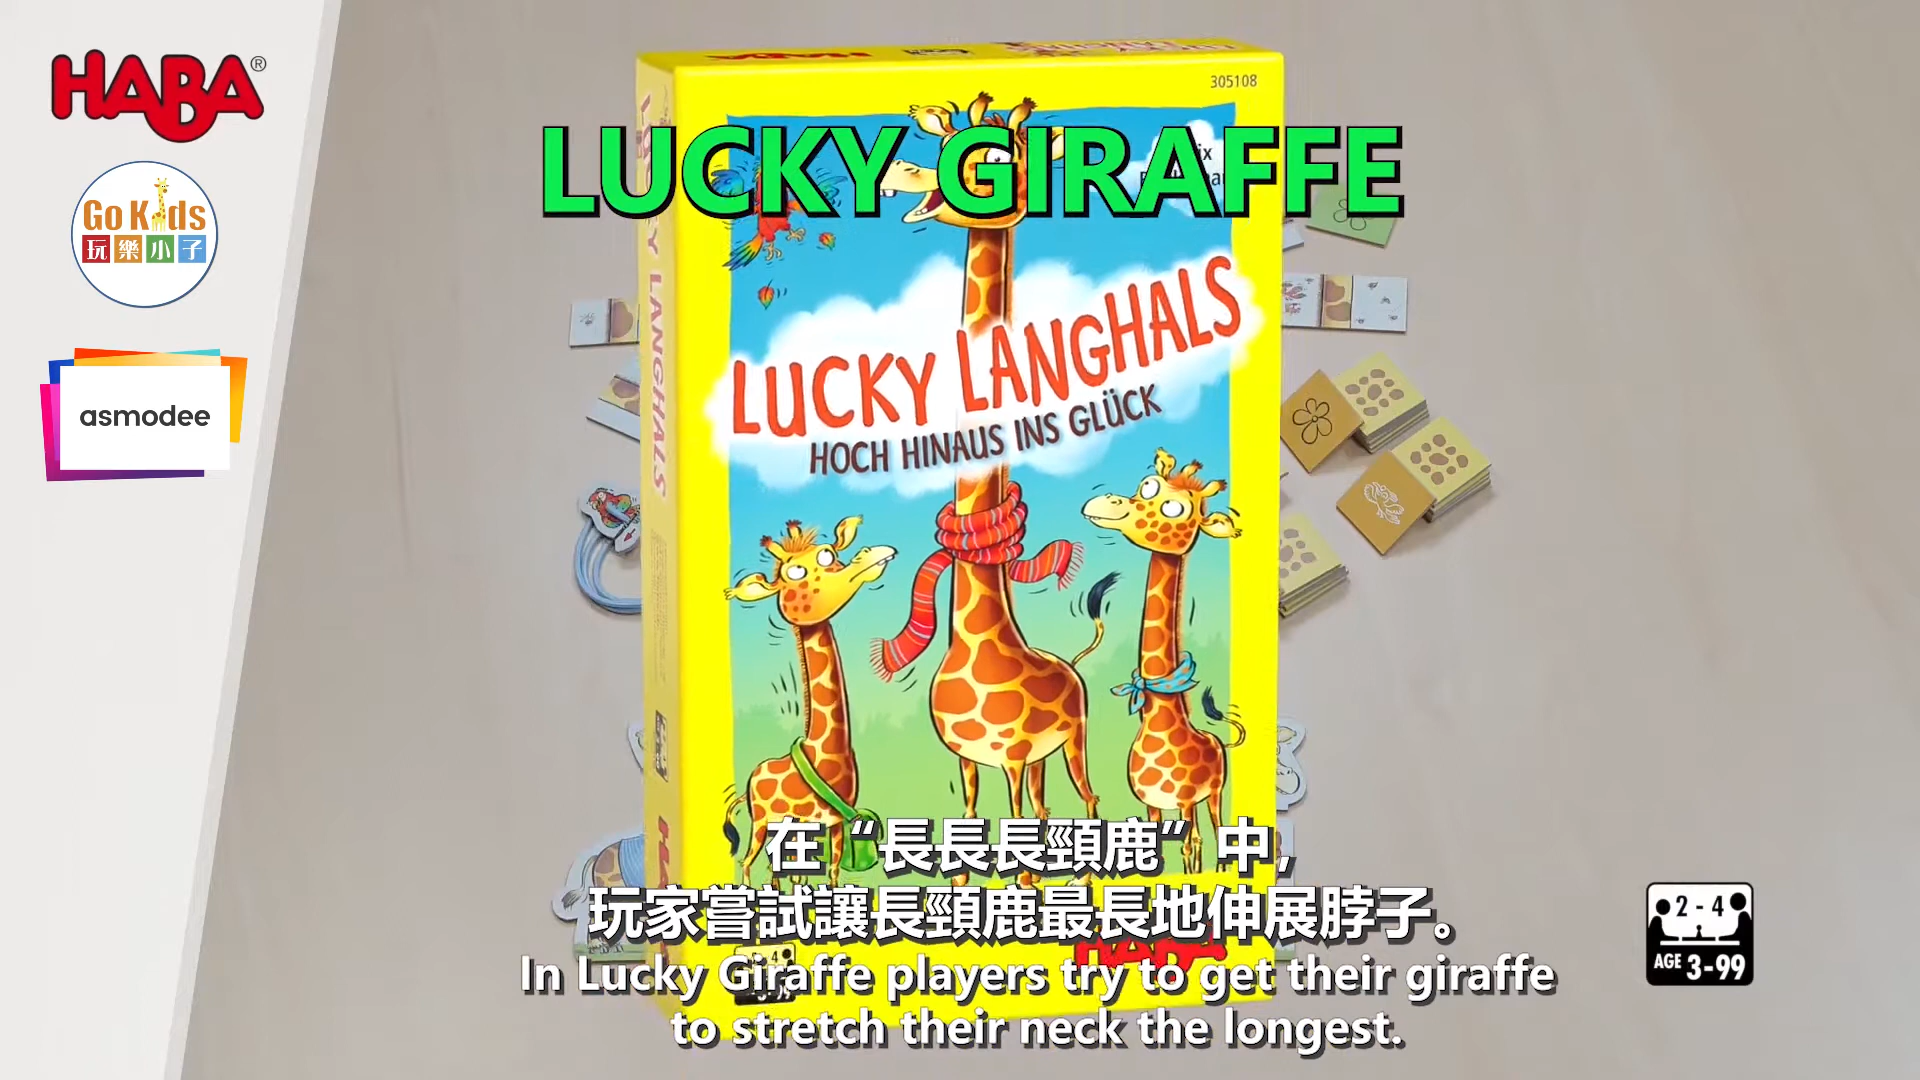 HABA®
Go Kids
玩樂小子
asmodee
305108
LUCKY GIRAFFE
LUCKY LANGHALS
HOCH HINAUS INS GLÜCK
LUCKY LANGHALS
在“長長長頸鹿”中,
玩家嘗試讓長頸鹿最長地伸展脖子。
In Lucky Giraffe players try to get their giraffe
to stretch their neck the longest.
HABA
2 - 4
AGE 3-99